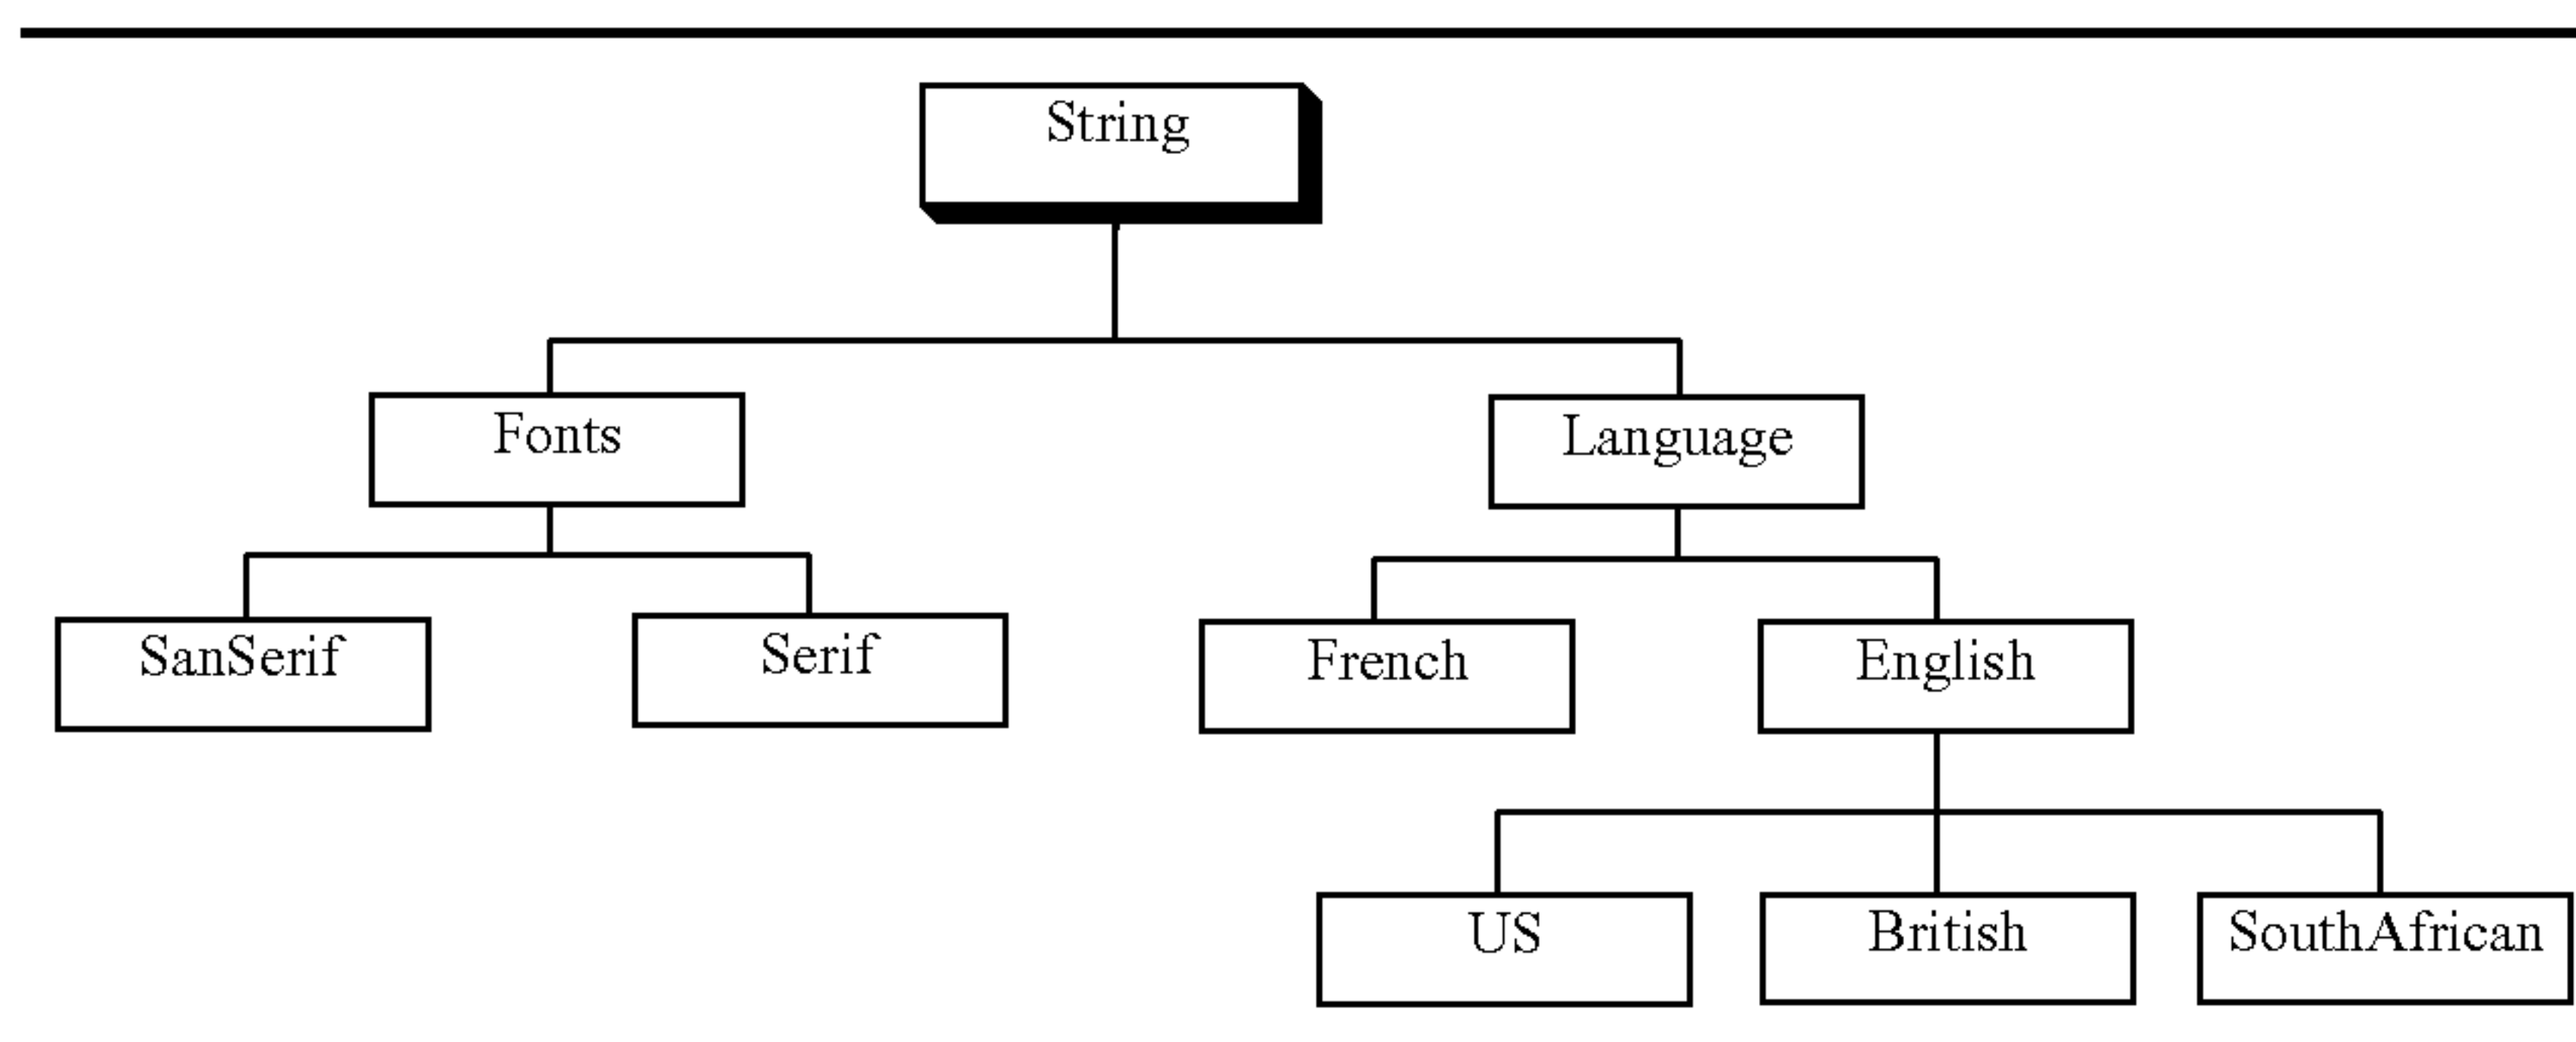 String
Fonts
Language
SanSerif
Serif
French
English
US
British
SouthAfrican